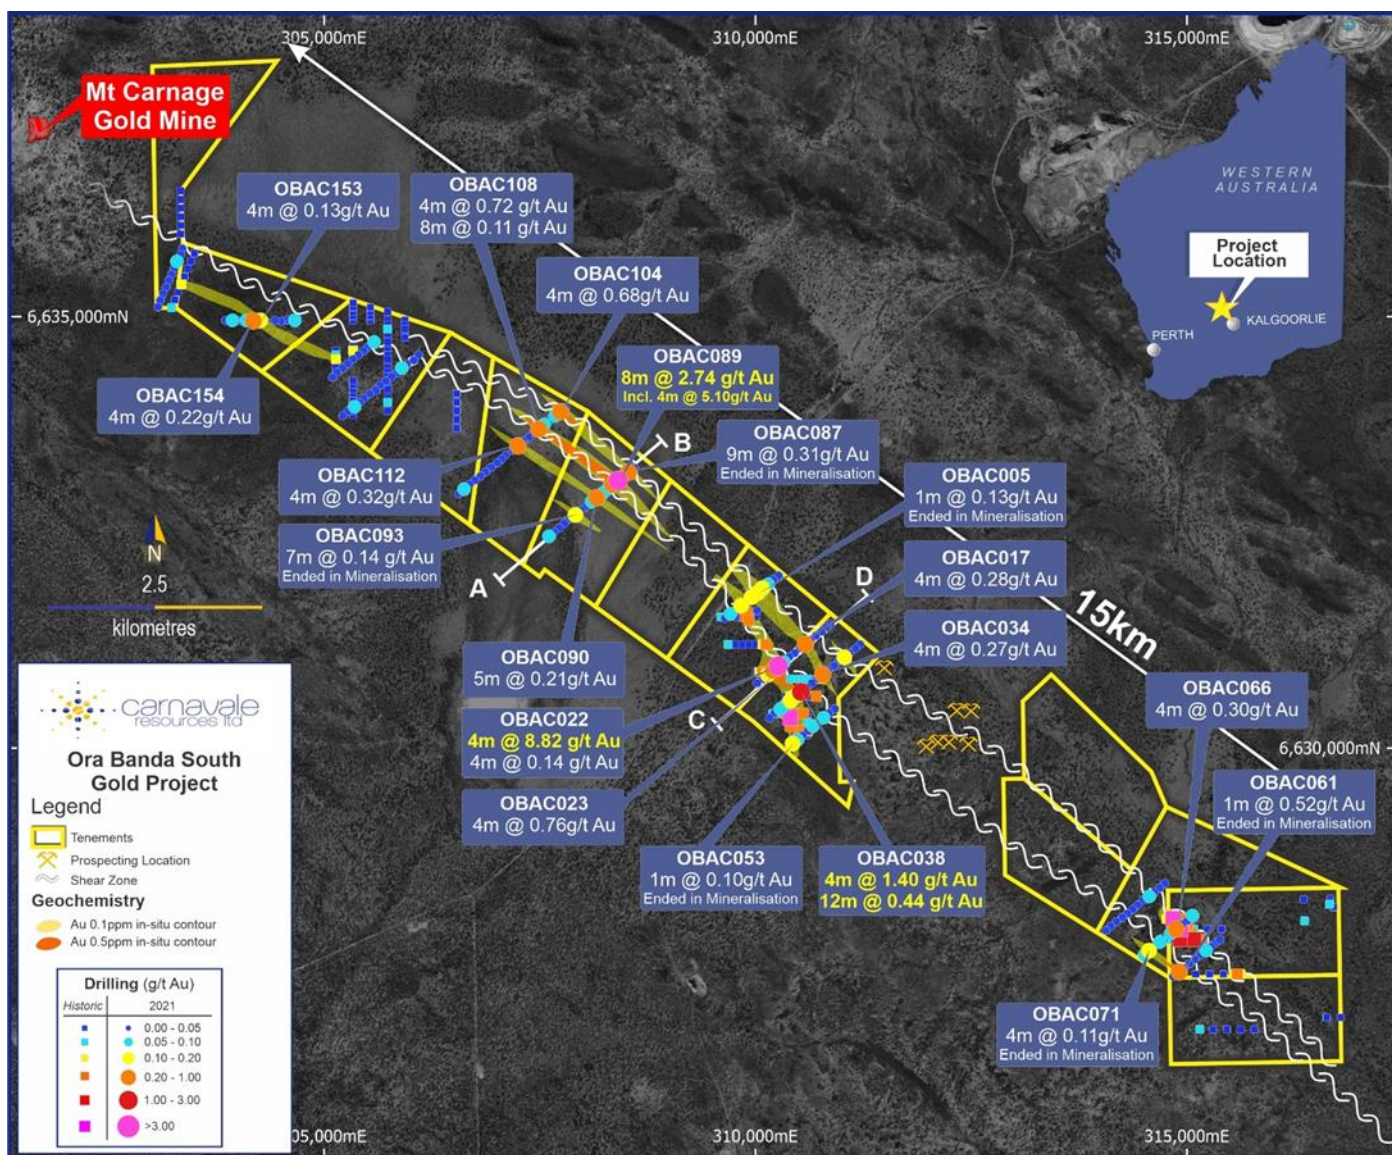 305,000mE
310,000mE
315,000mE
Mt Carnage
Gold Mine
WESTERN
AUSTRALIA
Project
Location
KALGOORLIE
PERTH
OBAC153
4m @ 0.13g/t Au
OBAC108
4m @ 0.72 g/t Au
8m @ 0.11 g/t Au
OBAC104
4m @ 0.68g/t Au
6,635,000mN
OBAC089
8m @ 2.74 g/t Au
Incl. 4m @ 5.10g/t Au
OBAC154
4m @ 0.22g/t Au
B
OBAC087
9m @ 0.31g/t Au
Ended in Mineralisation
OBAC112
4m @ 0.32g/t Au
OBAC005
1m @ 0.13g/t Au
Ended in Mineralisation
OBAC093
7m @ 0.14 g/t Au
Ended in Mineralisation
A
N
2.5
kilometres
OBAC017
4m @ 0.28g/t Au
D
15km
OBAC034
4m @ 0.27g/t Au
OBAC090
5m @ 0.21g/t Au
OBAC022
4m @ 8.82 g/t Au
4m @ 0.14 g/t Au
C
OBAC023
4m @ 0.76g/t Au
OBAC066
4m @ 0.30g/t Au
6,630,000mN
OBAC061
1m @ 0.52g/t Au
Ended in Mineralisation
OBAC053
1m @ 0.10g/t Au
Ended in Mineralisation
OBAC038
4m @ 1.40 g/t Au
12m @ 0.44 g/t Au
OBAC071
4m @ 0.11g/t Au
Ended in Mineralisation
carnavale
resources ltd
Ora Banda South
Gold Project
Legend
Tenements
Prospecting Location
Shear Zone
Geochemistry
Au 0.1ppm in-situ contour
Au 0.5ppm in-situ contour
Drilling (g/t Au)
Historic 2021
0.00 - 0.05
0.05 - 0.10
0.10 - 0.20
0.20 - 1.00
1.00 - 3.00
>3.00
05,000mE
310,000mE
315,000mE